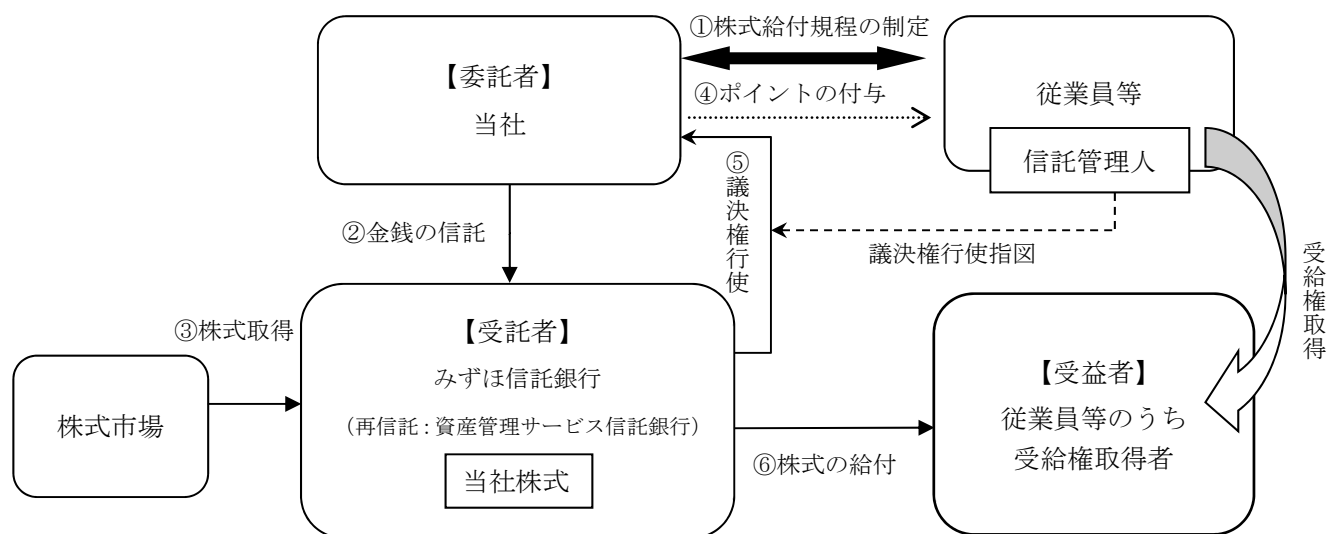 ①株式給付規程の制定
【委託者】
当社
④ポイントの付与
従業員等
信託管理人
⑤議決権行使
②金銭の信託
議決権行使指図
受給権取得
③株式取得
【受託者】
みずほ信託銀行
(再信託:資産管理サービス信託銀行)
当社株式
株式市場
⑥株式の給付
【受益者】
従業員等のうち
受給権取得者